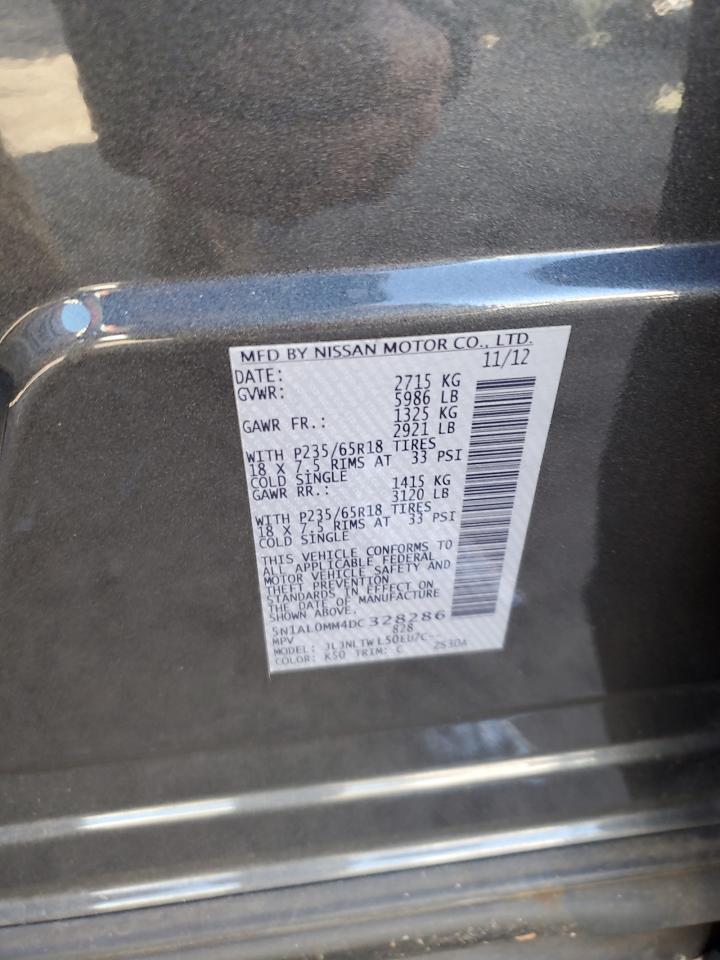 MFD BY NISSAN MOTOR CO., LTD.
DATE: 11/12
GVWR: 2715 KG
5986 LB
GAWR FR.: 1325 KG
2921 LB
WITH P235/65R18 TIRES
18 X 7.5 RIMS AT 33 PSI
COLD SINGLE
GAWR RR.: 1415 KG
3120 LB
WITH P235/65R18 TIRES
18 X 7.5 RIMS AT 33 PSI
COLD SINGLE
THIS VEHICLE CONFORMS TO
ALL APPLICABLE FEDERAL
MOTOR VEHICLE SAFETY AND
THEFT PREVENTION
STANDARDS IN EFFECT ON
THE DATE OF MANUFACTURE
SHOWN ABOVE.
5N1AL0MM4DC328286
MPV 828
MODEL:
COLOR: K50 TRIM: C